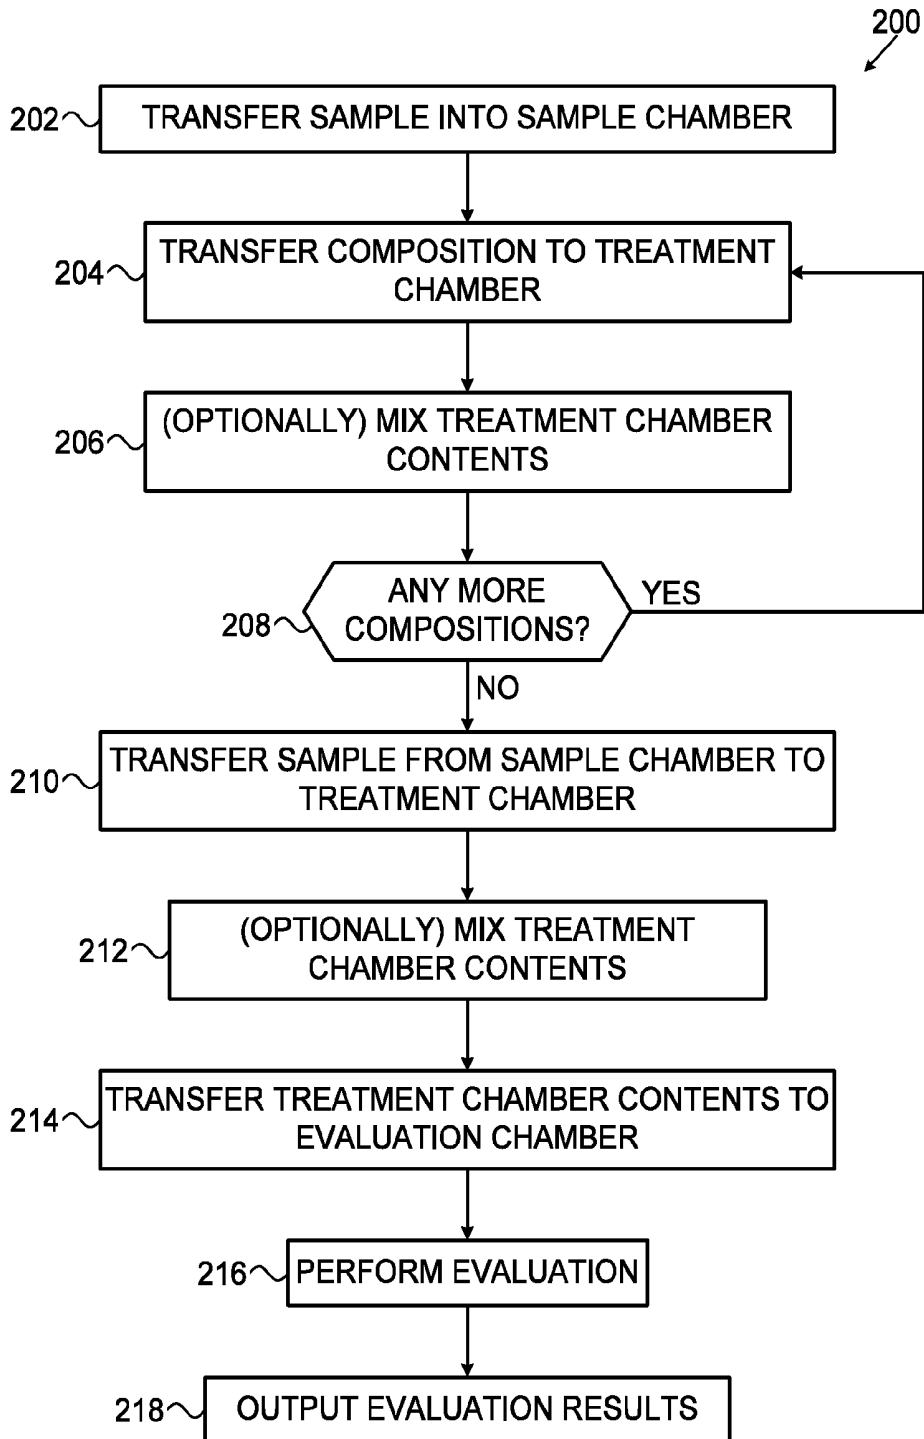 200
202
TRANSFER SAMPLE INTO SAMPLE CHAMBER
204
TRANSFER COMPOSITION TO TREATMENT
CHAMBER
206
(OPTIONALLY) MIX TREATMENT CHAMBER
CONTENTS
208
ANY MORE
COMPOSITIONS?
YES
NO
210
TRANSFER SAMPLE FROM SAMPLE CHAMBER TO
TREATMENT CHAMBER
212
(OPTIONALLY) MIX TREATMENT
CHAMBER CONTENTS
214
TRANSFER TREATMENT CHAMBER CONTENTS TO
EVALUATION CHAMBER
216
PERFORM EVALUATION
218
OUTPUT EVALUATION RESULTS